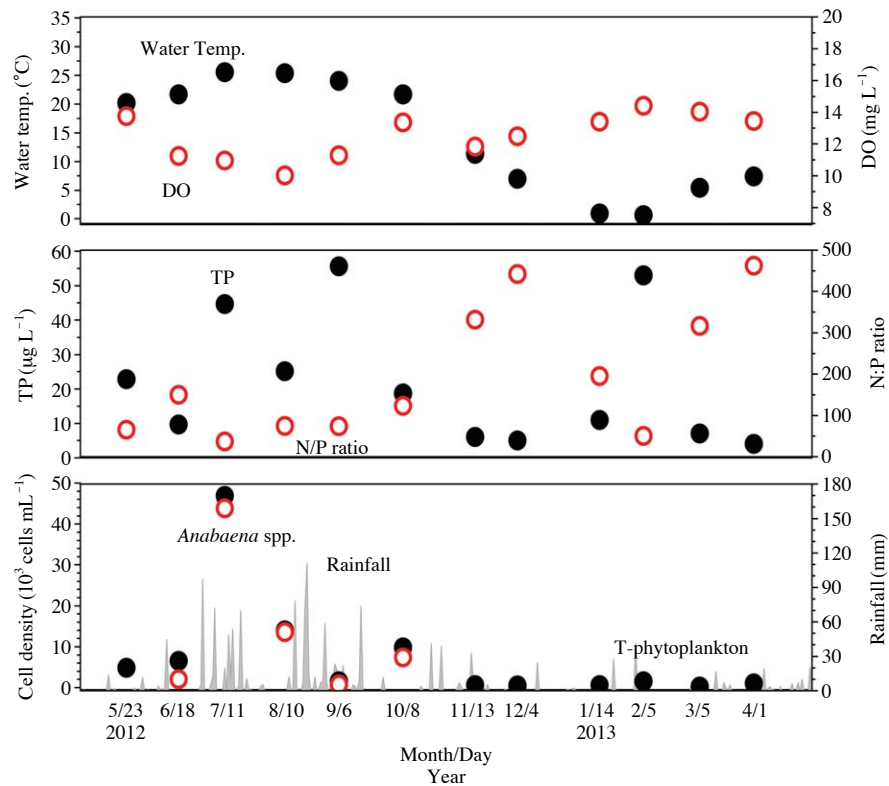 35
30
25
20
15
10
5
0
Water temp. (°C)
Water Temp.
DO
20
18
16
14
12
10
8
DO (mg L⁻¹)
60
50
40
30
20
10
0
TP (μg L⁻¹)
TP
N/P ratio
500
400
300
200
100
0
N:P ratio
50
40
30
20
10
0
Cell density (10³ cells mL⁻¹)
Anabaena spp.
Rainfall
T-phytoplankton
180
150
120
90
60
30
0
Rainfall (mm)
5/23 6/18 7/11 8/10 9/6 10/8 11/13 12/4 1/14 2/5 3/5 4/1
2012 2013
Month/Day
Year